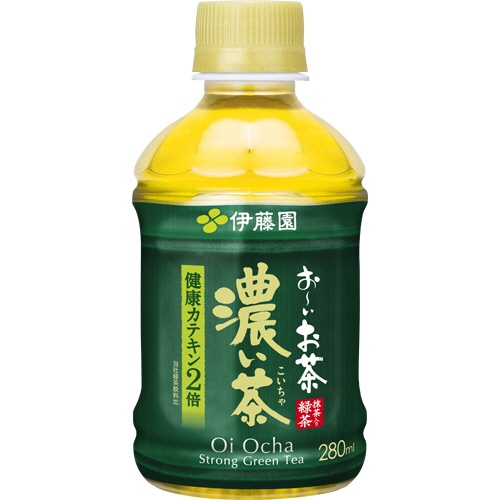 伊藤園
お～いお茶
濃い茶
こいちゃ
抹茶入り
緑茶
健康カテキン2倍
当社緑茶飲料比
Oi Ocha
Strong Green Tea
280ml